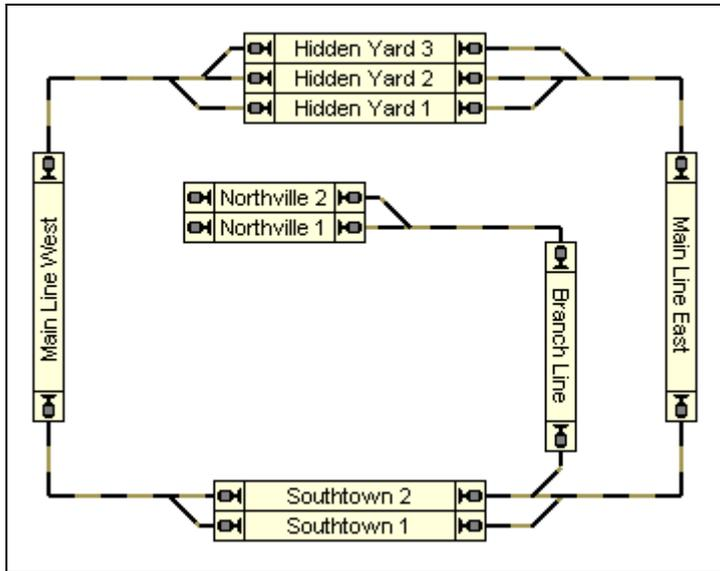 Hidden Yard 3
Hidden Yard 2
Hidden Yard 1
Northville 2
Northville 1
Main Line West
Branch Line
Main Line East
Southtown 2
Southtown 1